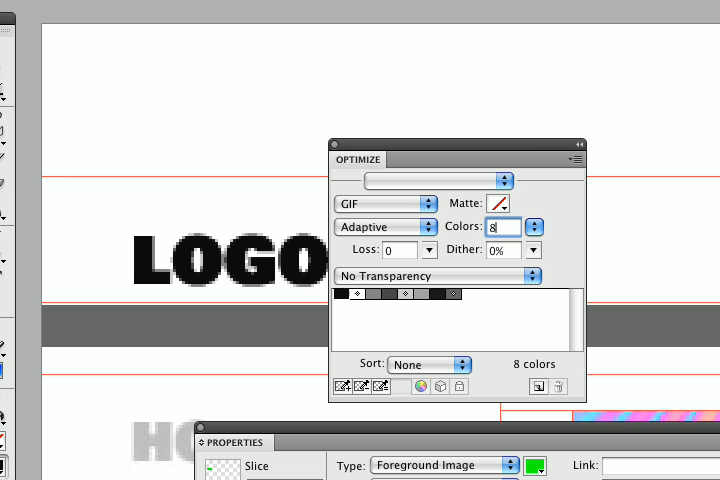 OPTIMIZE
GIF
Matte:
Adaptive
Colors: 8
Loss: 0
Dither: 0%
No Transparency
LOGO
Sort: None
8 colors
HO
PROPERTIES
Slice
Type: Foreground Image
Link: